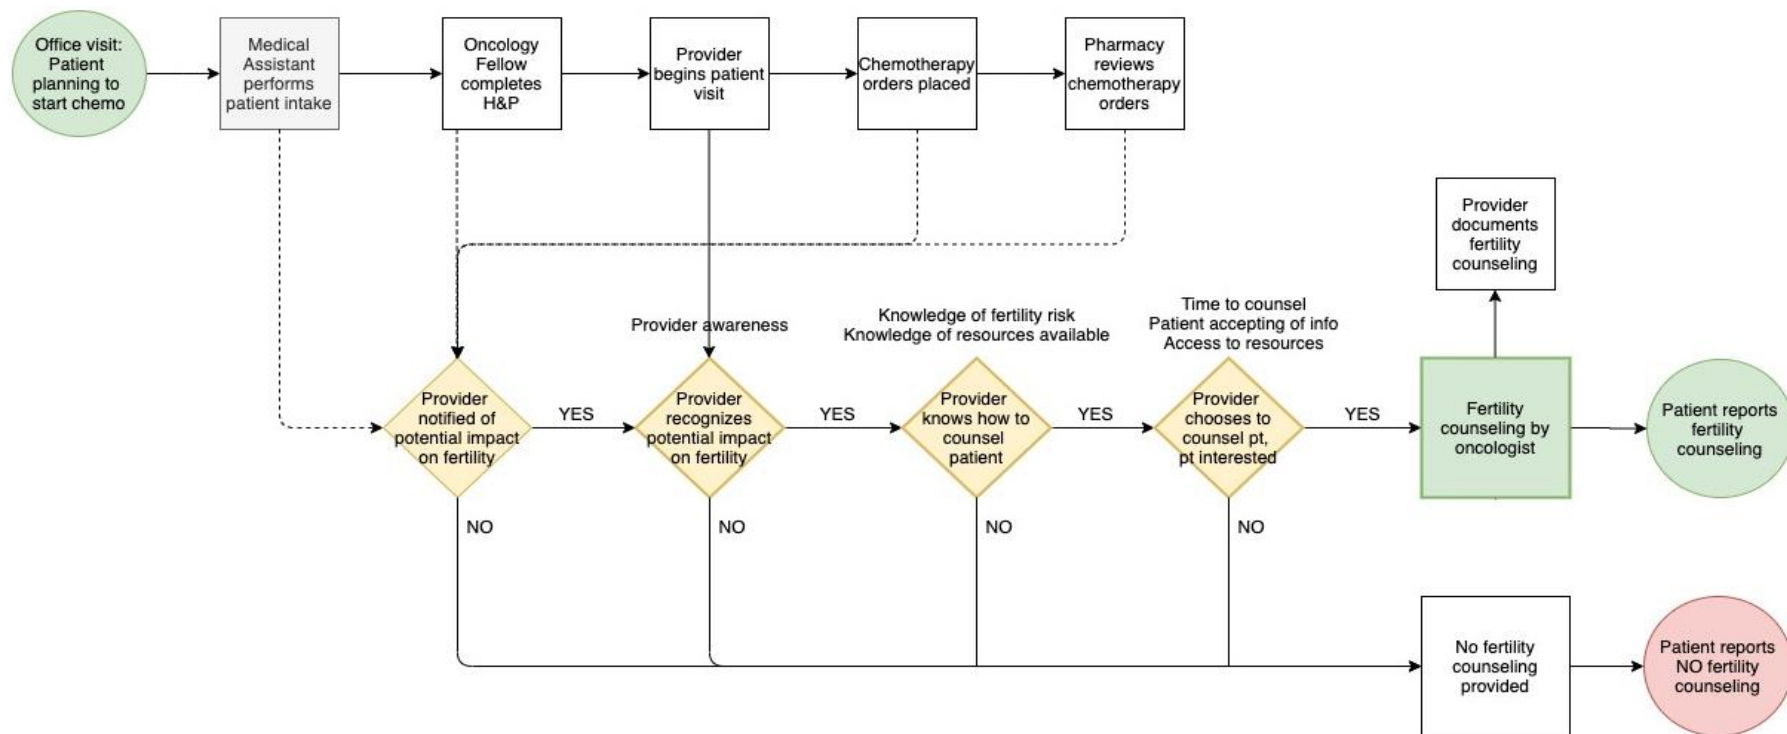 Office visit:
Patient
planning to
start chemo
Medical
Assistant
performs
patient intake
Oncology
Fellow
completes
H&P
Provider
begins patient
visit
Chemotherapy
orders placed
Pharmacy
reviews
chemotherapy
orders
Provider
documents
fertility
counseling
Provider awareness
Knowledge of fertility risk
Knowledge of resources available
Time to counsel
Patient accepting of info
Access to resources
Provider
notified of
potential impact
on fertility
YES
Provider
recognizes
potential impact
on fertility
YES
Provider
knows how to
counsel
patient
YES
Provider
chooses to
counsel pt,
pt interested
YES
Fertility
counseling by
oncologist
Patient reports
fertility
counseling
NO
NO
NO
NO
No fertility
counseling
provided
Patient reports
NO fertility
counseling